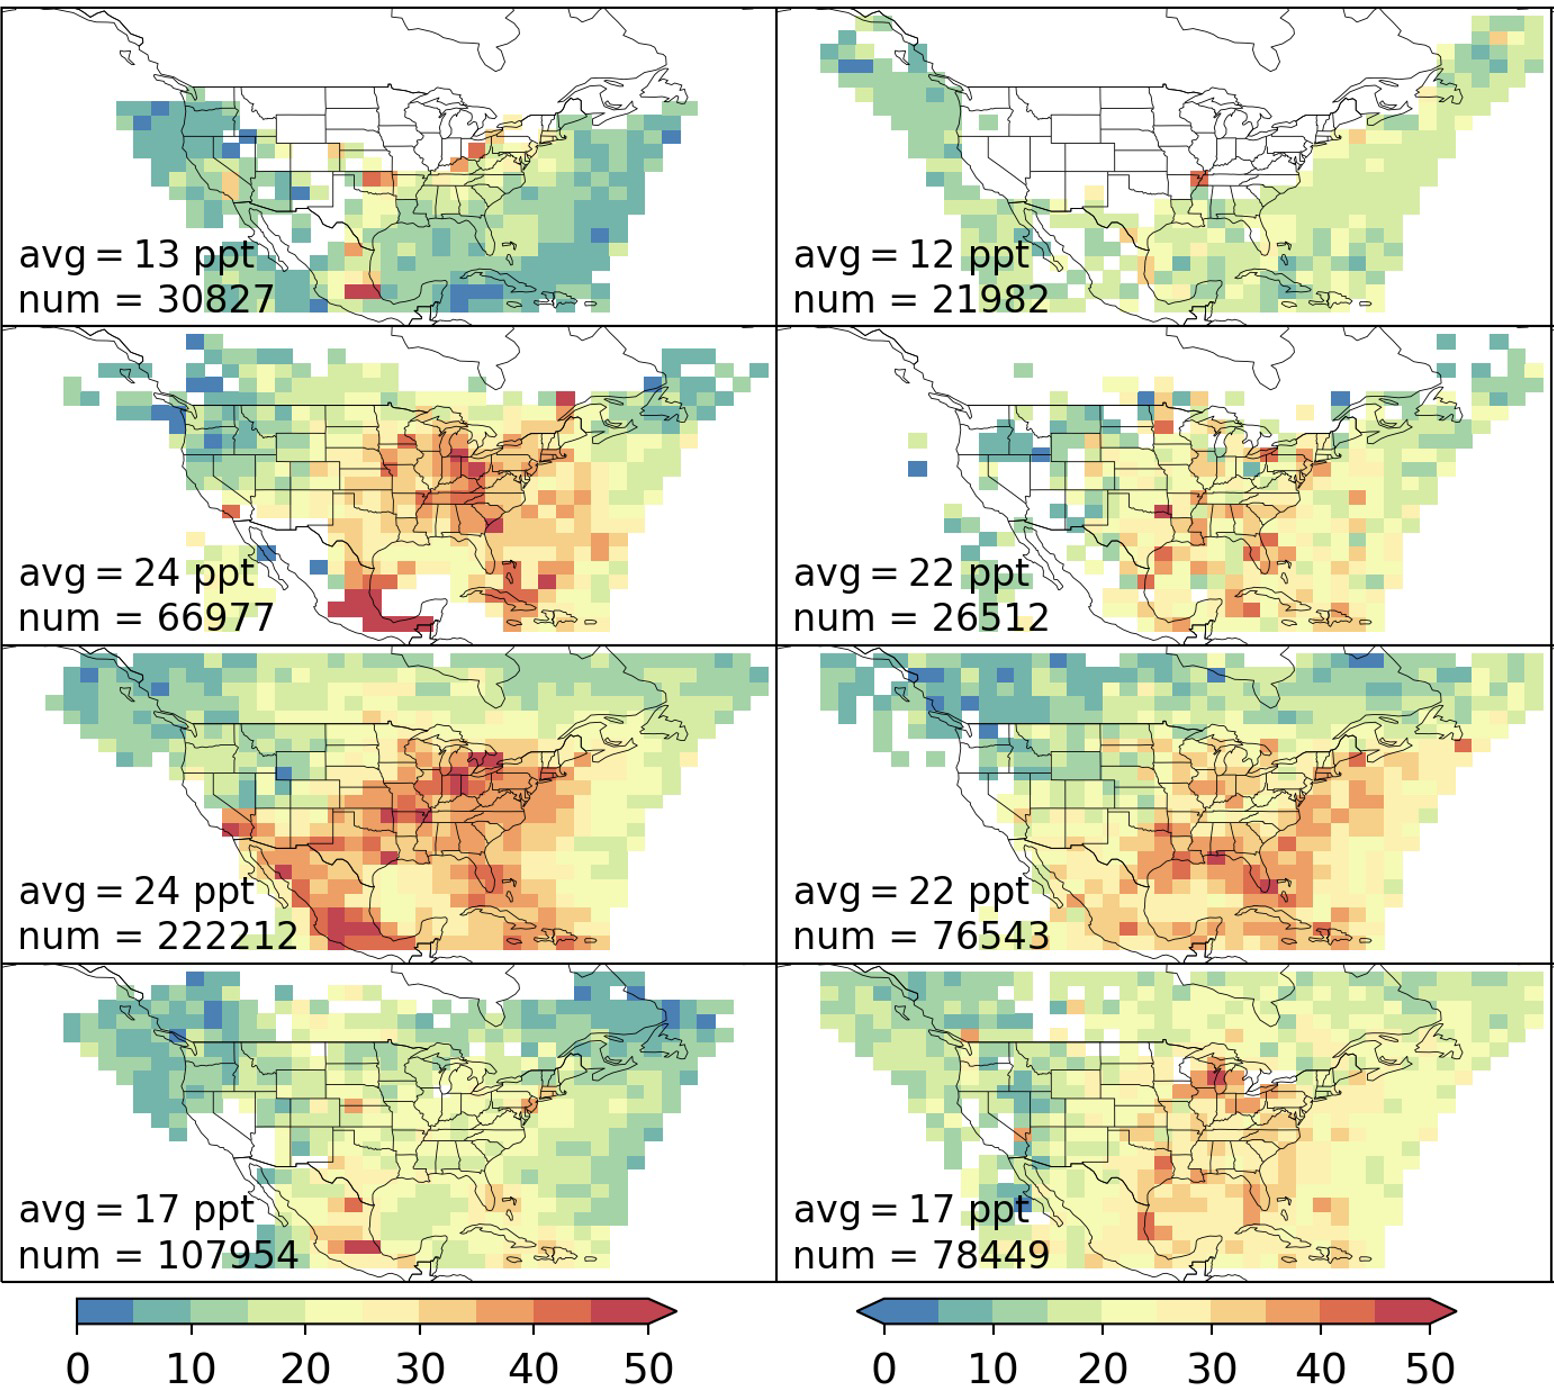 avg = 13 ppt
num = 30827
avg = 12 ppt
num = 21982
avg = 24 ppt
num = 66977
avg = 22 ppt
num = 26512
avg = 24 ppt
num = 222212
avg = 22 ppt
num = 76543
avg = 17 ppt
num = 107954
avg = 17 ppt
num = 78449
0 10 20 30 40 50
0 10 20 30 40 50